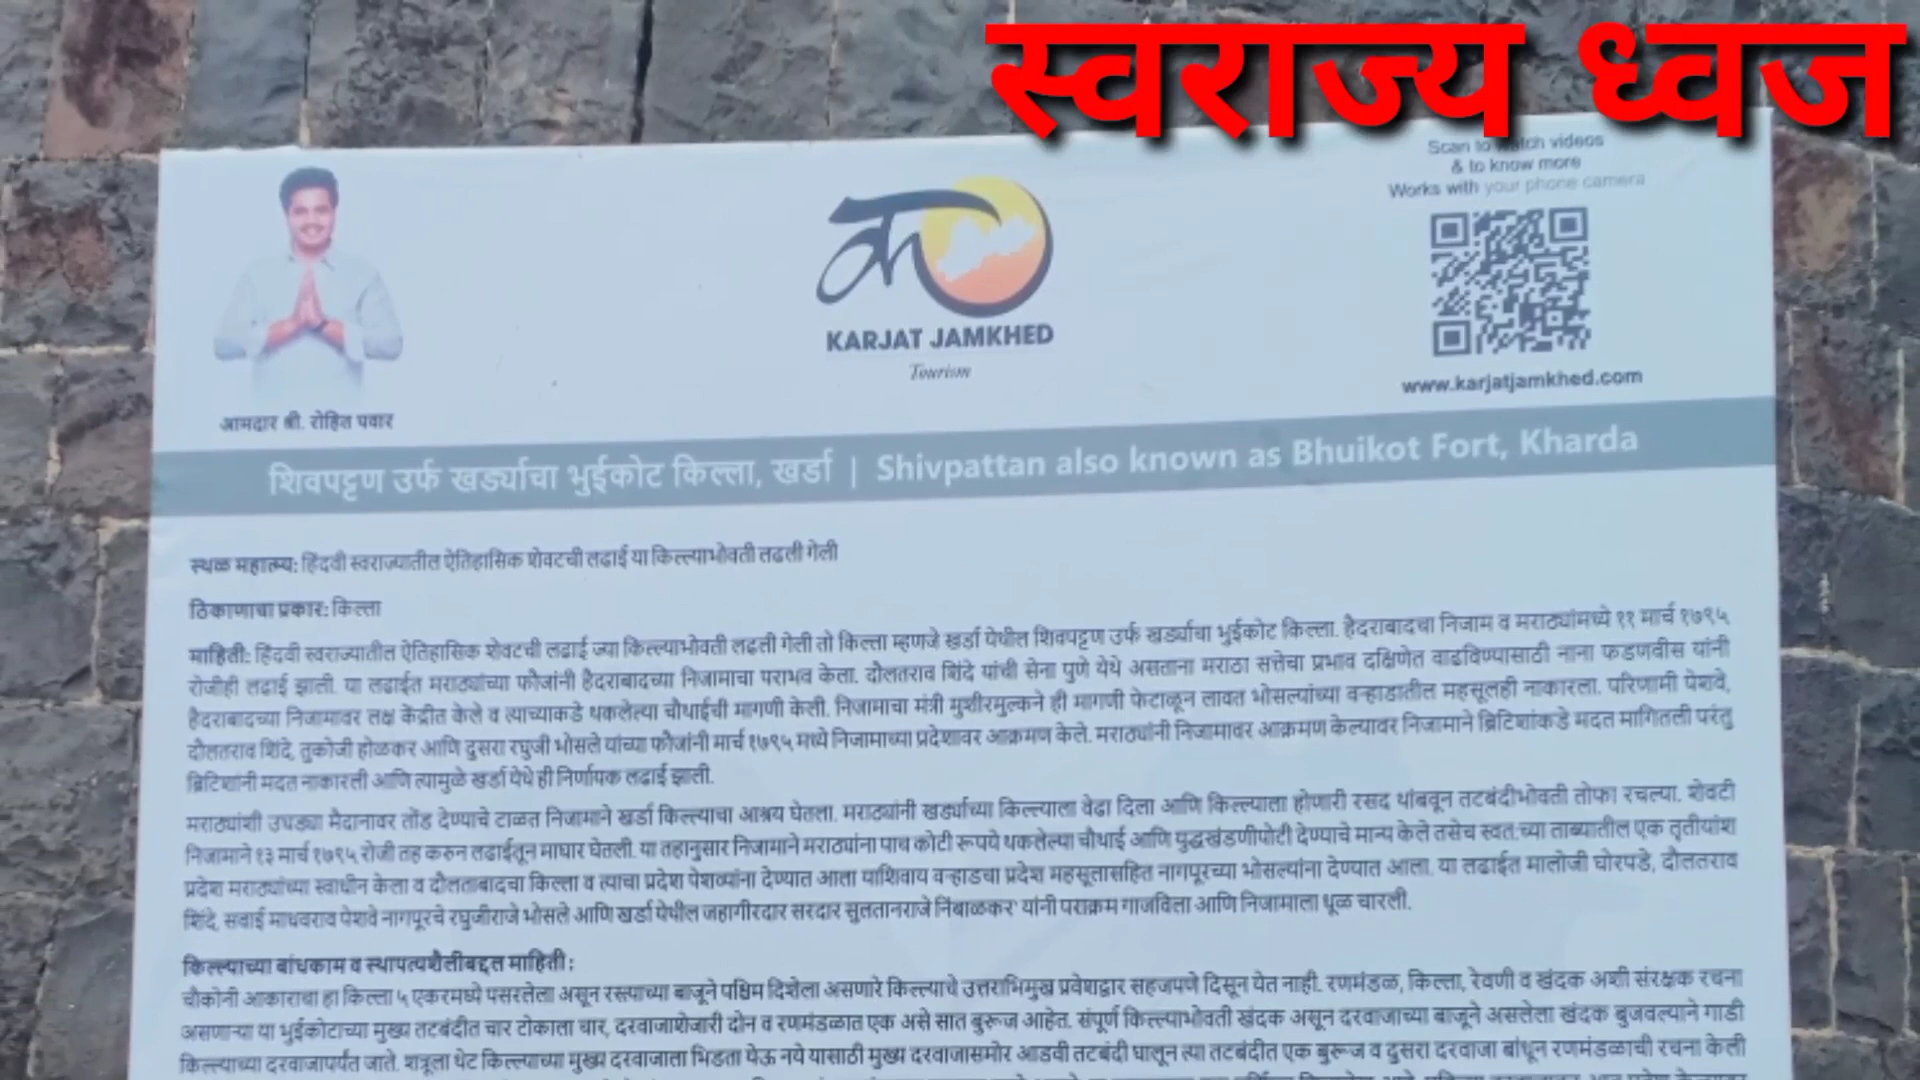 स्वराज्य ध्वज
Scan to watch videos
& to know more
Works with your phone camera
KARJAT JAMKHED
Tourism
www.karjatjamkhed.com
आमदार श्री. रोहित पवार
शिवपट्टण उर्फ खर्ड्याचा भुईकोट किल्ला, खर्डा | Shivpattan also known as Bhuikot Fort, Kharda
स्थळ महात्म्य: हिंदवी स्वराज्यातील ऐतिहासिक शेवटची लढाई या किल्ल्याभोवती लढली गेली
ठिकाणाचा प्रकार: किल्ला
माहिती: हिंदवी स्वराज्यातील ऐतिहासिक शेवटची लढाई ज्या किल्ल्याभोवती लढली गेली तो किल्ला म्हणजे खर्डा येथील शिवपट्टण उर्फ खर्ड्याचा भुईकोट किल्ला. हैदराबादचा निजाम व मराठ्यांमध्ये ११ मार्च १७९५
रोजीही लढाई झाली. या लढाईत मराठ्यांच्या फौजांनी हैदराबादच्या निजामाचा पराभव केला. दौलतराव शिंदे यांची सेना पुणे येथे असताना मराठा सत्तेचा प्रभाव दक्षिणेत वाढविण्यासाठी नाना फडणवीस यांनी
हैदराबादच्या निजामावर लक्ष केंद्रीत केले व त्याच्याकडे थकलेल्या चौथाईची मागणी केली. निजामाचा मंत्री मुशीरमुल्कने ही मागणी फेटाळून लावत भोसल्यांच्या वऱ्हाडातील महसूलही नाकारला. परिणामी पेशवे,
दौलतराव शिंदे, तुकोजी होळकर आणि दुसरा रघुजी भोसले यांच्या फौजांनी मार्च १७९५ मध्ये निजामाच्या प्रदेशावर आक्रमण केले. मराठ्यांनी निजामावर आक्रमण केल्यावर निजामाने ब्रिटिशांकडे मदत मागितली परंतु
ब्रिटिशांनी मदत नाकारली आणि त्यामुळे खर्डा येथे ही निर्णायक लढाई झाली.
मराठ्यांशी उघड्या मैदानावर तोंड देण्याचे टाळत निजामाने खर्डा किल्ल्याचा आश्रय घेतला. मराठ्यांनी खर्ड्याच्या किल्ल्याला वेढा दिला आणि किल्ल्याला होणारी रसद थांबवून तटबंदीभोवती तोफा रचल्या. शेवटी
निजामाने १३ मार्च १७९५ रोजी तह करुन लढाईतून माघार घेतली. या तहानुसार निजामाने मराठ्यांना पाच कोटी रूपये थकलेल्या चौथाई आणि युद्धखंडणीपोटी देण्याचे मान्य केले तसेच स्वत:च्या ताब्यातील एक तृतीयांश
प्रदेश मराठ्यांच्या स्वाधीन केला व दौलताबादचा किल्ला व त्याचा प्रदेश पेशव्यांना देण्यात आला याशिवाय वऱ्हाडचा प्रदेश महसूलासहित नागपूरच्या भोसल्यांना देण्यात आला. या लढाईत मालोजी घोरपडे, दौलतराव
शिंदे, सवाई माधवराव पेशवे नागपूरचे रघुजीराजे भोसले आणि खर्डा येथील जहागीरदार सरदार सुलतानराजे निंबाळकर' यांनी पराक्रम गाजविला आणि निजामाला धूळ चारली.
किल्ल्याच्या बांधकाम व स्थापत्यशैलीबद्दल माहिती :
चौकोनी आकाराचा हा किल्ला ५ एकरमध्ये पसरलेला असून रस्त्याच्या बाजूने पश्चिम दिशेला असणारे किल्ल्याचे उत्तराभिमुख प्रवेशद्वार सहजपणे दिसून येत नाही. रणमंडळ, किल्ला, रेवणी व खंदक अशी संरक्षक रचना
असणाऱ्या या भुईकोटाच्या मुख्य तटबंदीत चार टोकाला चार, दरवाजाशेजारी दोन व रणमंडळात एक असे सात बुरूज आहेत. संपूर्ण किल्ल्याभोवती खंदक असून दरवाजाच्या बाजूने असलेला खंदक बुजवल्याने गाडी
किल्ल्याच्या दरवाजापर्यंत जाते. शत्रूला थेट किल्ल्याच्या मुख्य दरवाजाला भिडता येऊ नये यासाठी मुख्य दरवाजासमोर आडवी तटबंदी घालून त्या तटबंदीत एक बुरूज व दुसरा दरवाजा बांधून रणमंडळाची रचना केली